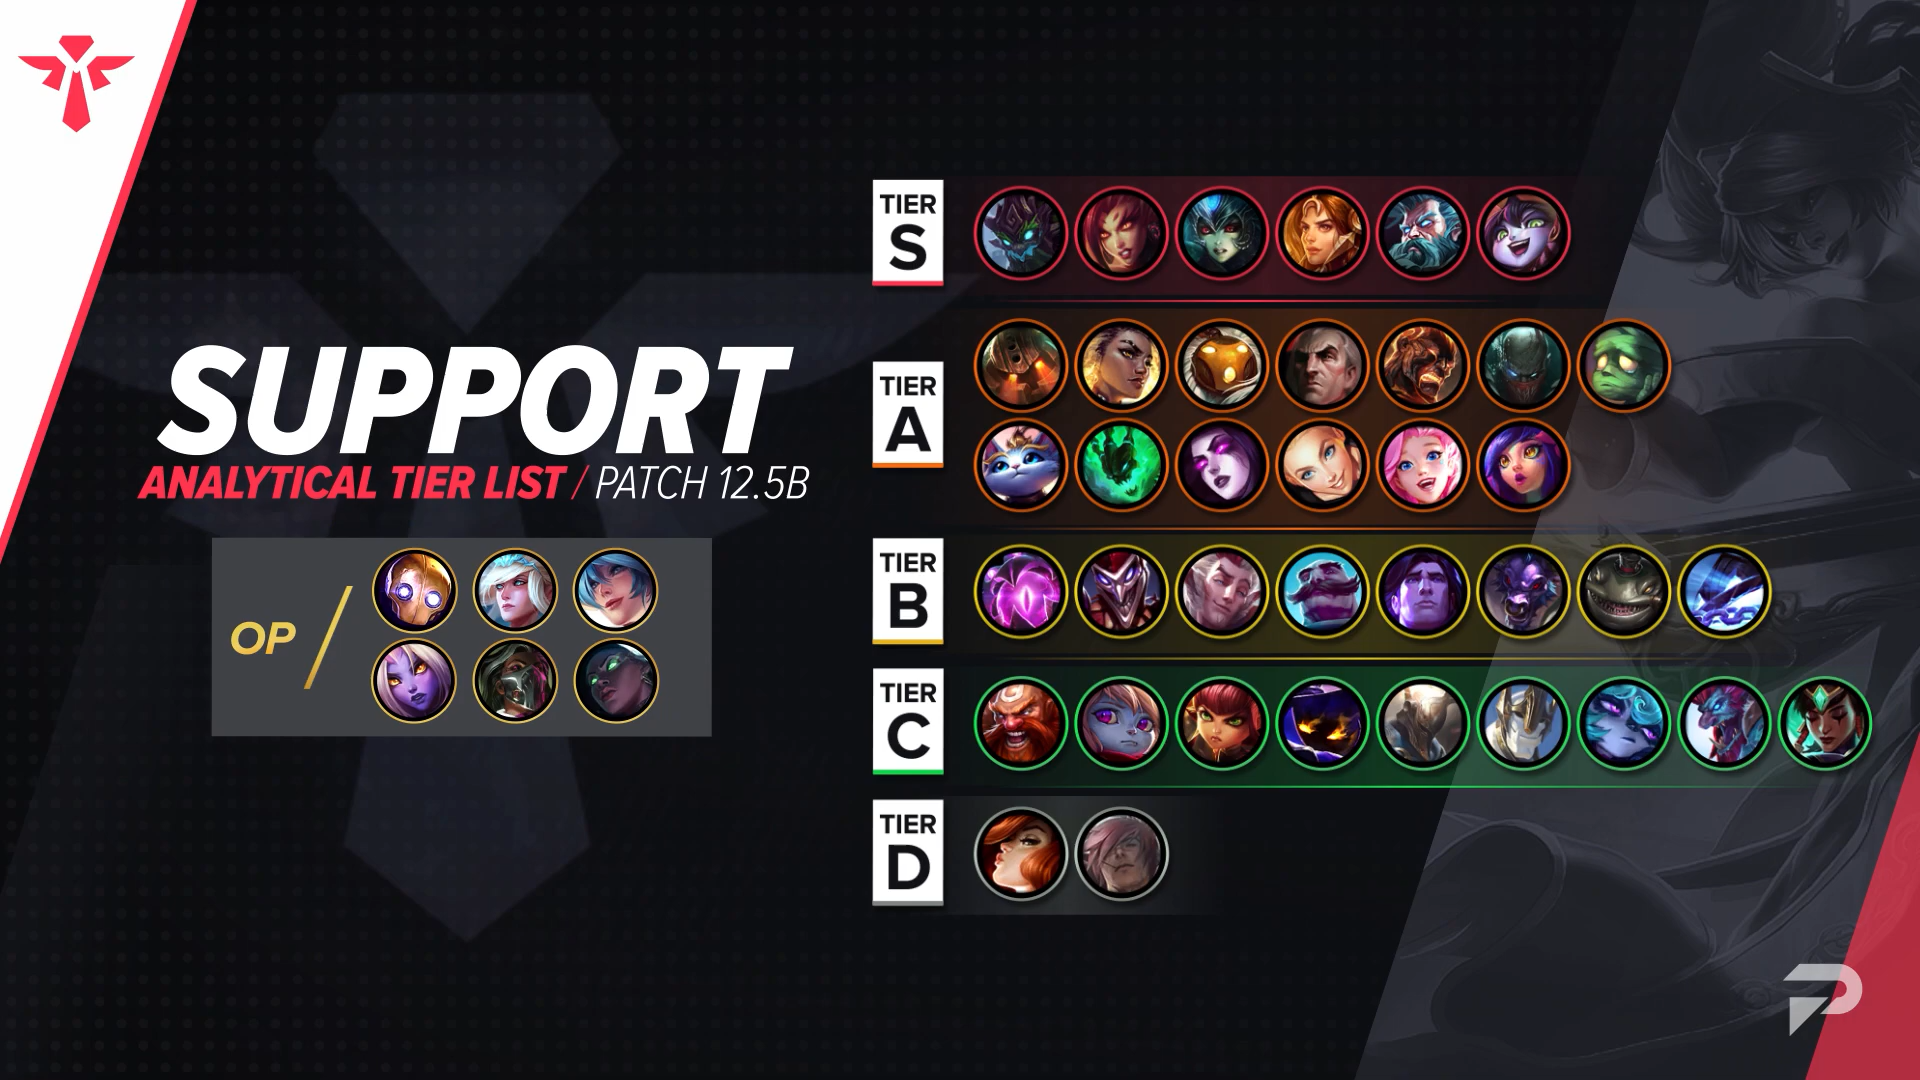 SUPPORT
ANALYTICAL TIER LIST / PATCH 12.5B
OP /
TIER
S
TIER
A
TIER
B
TIER
C
TIER
D